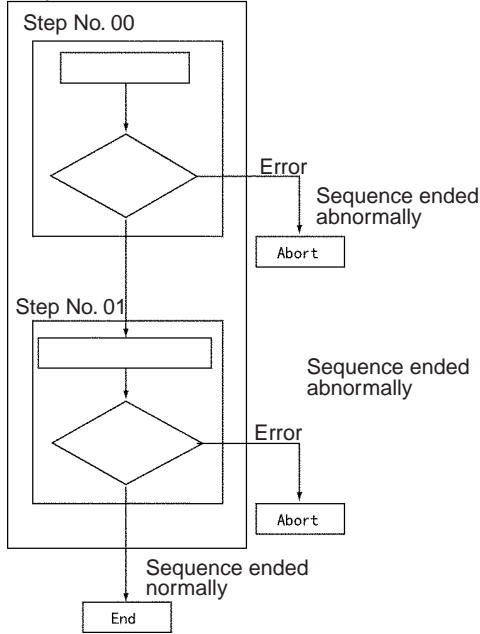 Step No. 00
Error
Sequence ended
abnormally
Abort
Step No. 01
Sequence ended
abnormally
Error
Abort
Sequence ended
normally
End